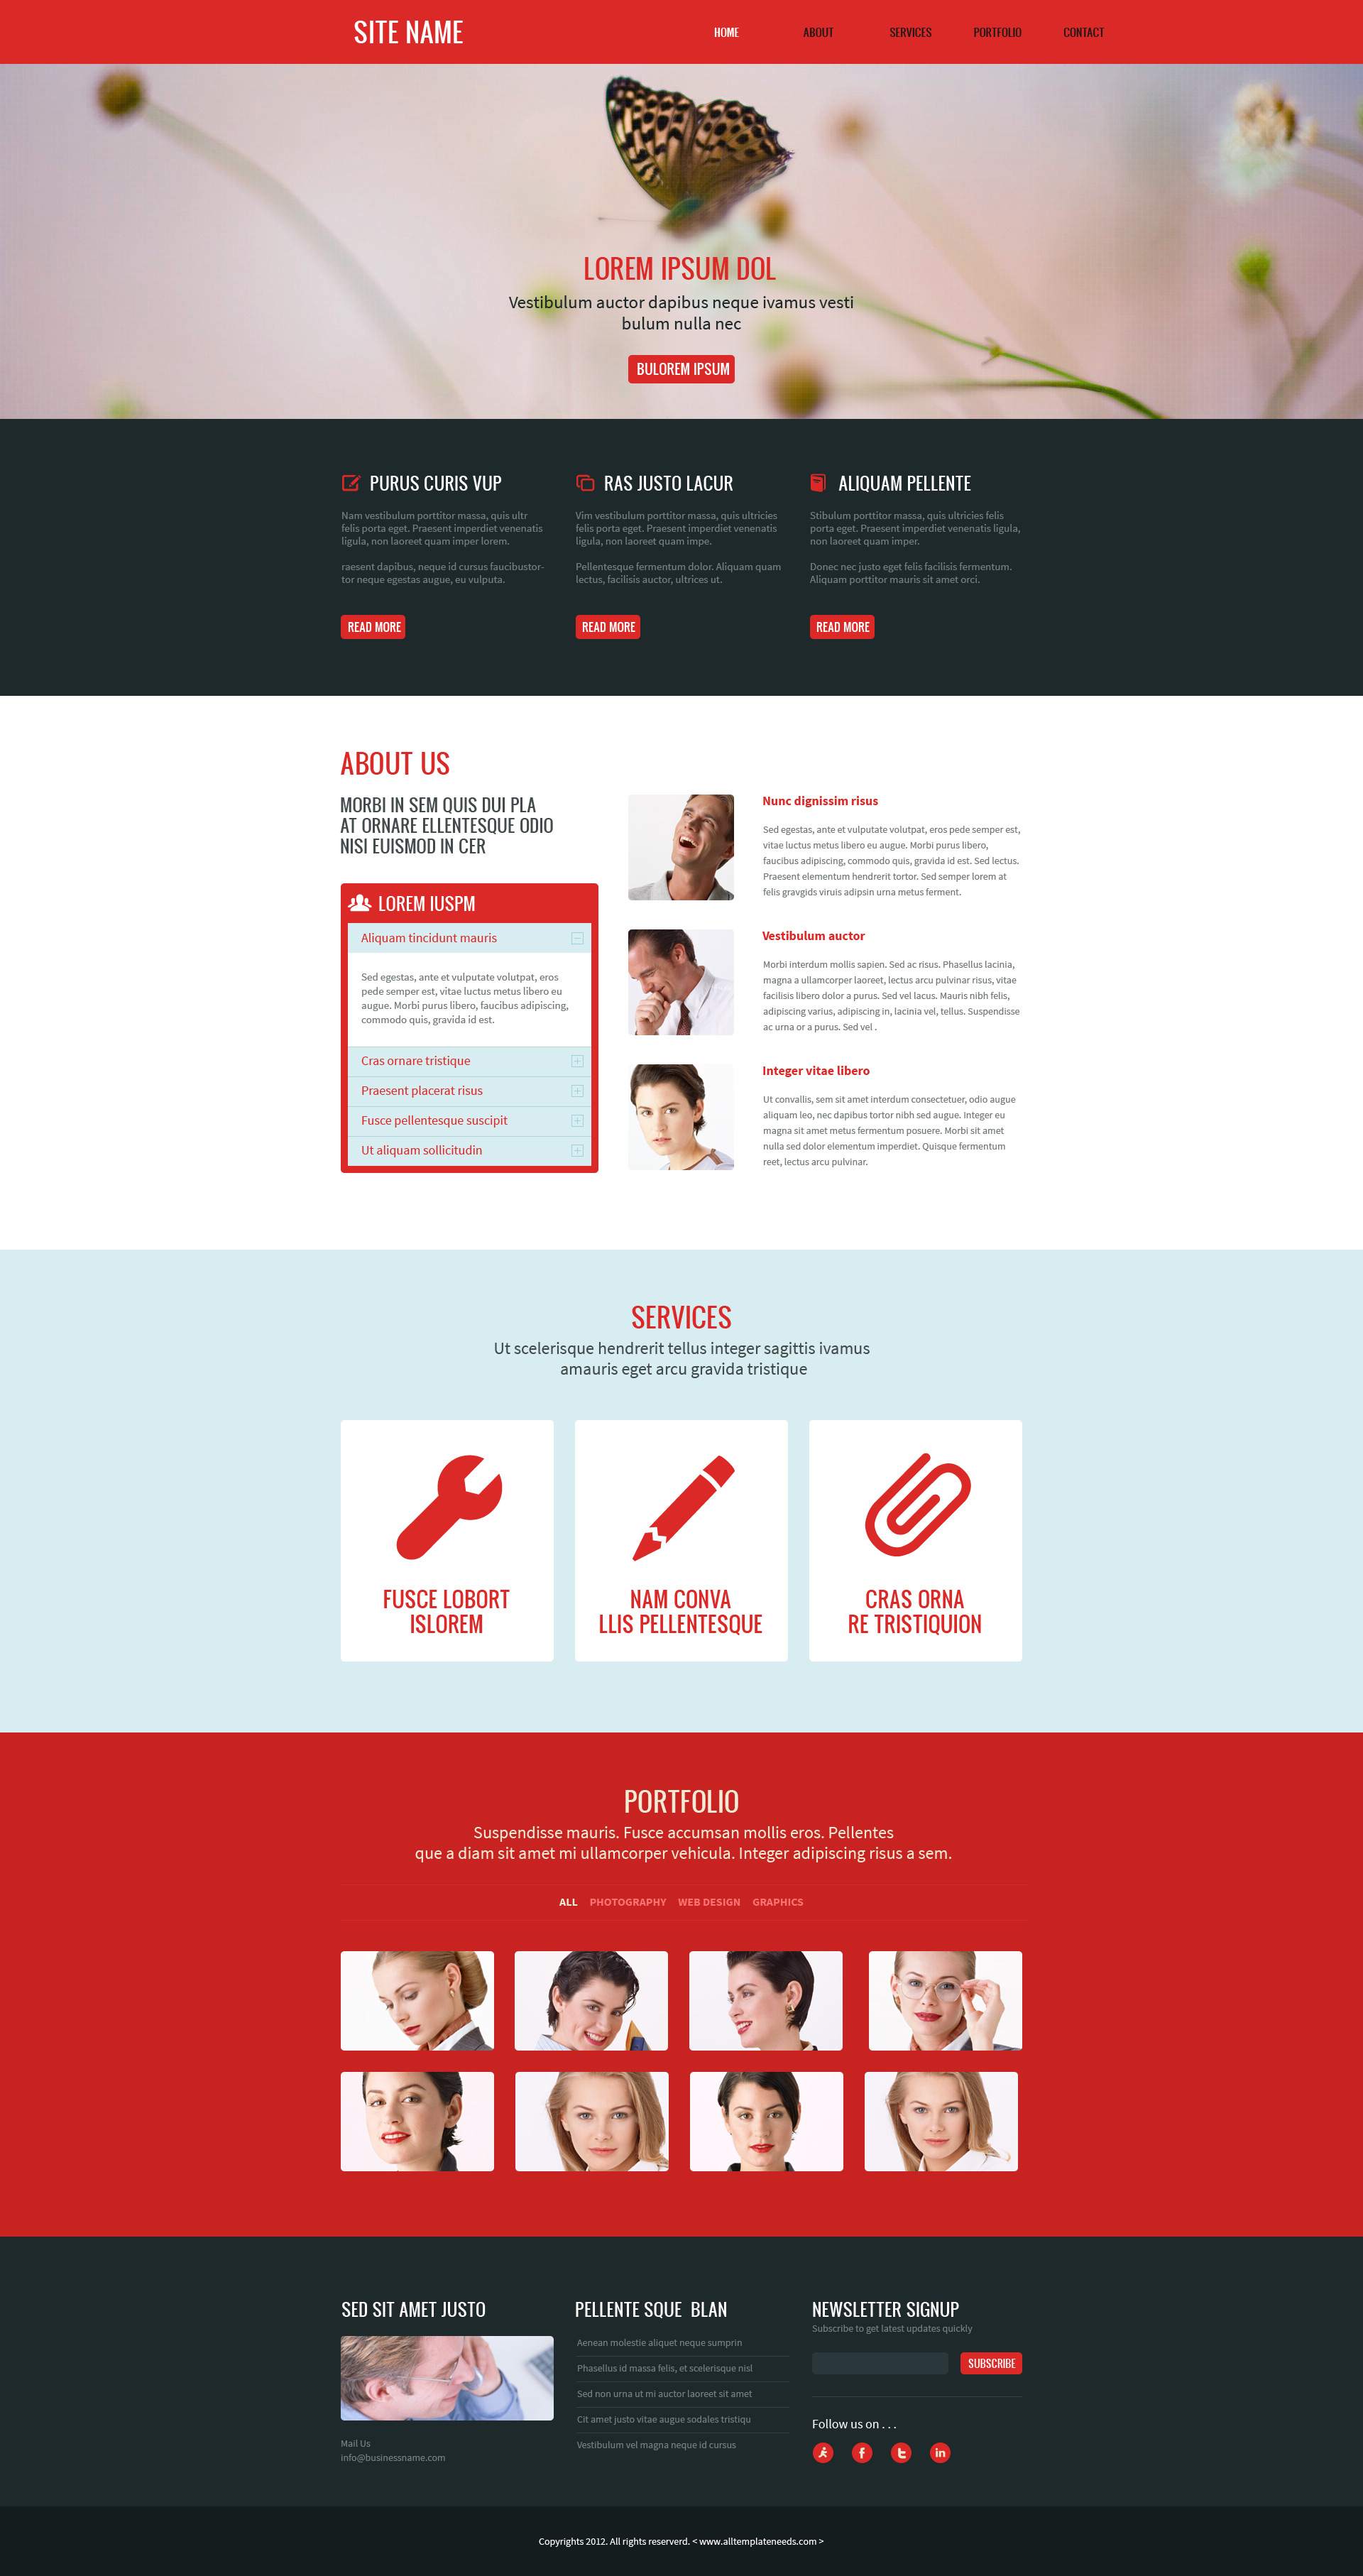 SITE NAME
HOME ABOUT SERVICES PORTFOLIO CONTACT
LOREM IPSUM DOL
Vestibulum auctor dapibus neque ivamus vesti
bulum nulla nec
BULOREM IPSUM
PURUS CURIS VUP
Nam vestibulum porttitor massa, quis ultr
felis porta eget. Praesent imperdiet venenatis
ligula, non laoreet quam imper lorem.
raesent dapibus, neque id cursus faucibustor-
tor neque egestas augue, eu vulputa.
READ MORE
RAS JUSTO LACUR
Vim vestibulum porttitor massa, quis ultricies
felis porta eget. Praesent imperdiet venenatis
ligula, non laoreet quam impe.
Pellentesque fermentum dolor. Aliquam quam
lectus, facilisis auctor, ultrices ut.
READ MORE
ALIQUAM PELLENTE
Stibulum porttitor massa, quis ultricies felis
porta eget. Praesent imperdiet venenatis ligula,
non laoreet quam imper.
Donec nec justo eget felis facilisis fermentum.
Aliquam porttitor mauris sit amet orci.
READ MORE
ABOUT US
MORBI IN SEM QUIS DUI PLA
AT ORNARE ELLENTESQUE ODIO
NISI EUISMOD IN CER
LOREM IUSPM
Aliquam tincidunt mauris
Sed egestas, ante et vulputate volutpat, eros
pede semper est, vitae luctus metus libero eu
augue. Morbi purus libero, faucibus adipiscing,
commodo quis, gravida id est.
Cras ornare tristique
Praesent placerat risus
Fusce pellentesque suscipit
Ut aliquam sollicitudin
Nunc dignissim risus
Sed egestas, ante et vulputate volutpat, eros pede semper est,
vitae luctus metus libero eu augue. Morbi purus libero,
faucibus adipiscing, commodo quis, gravida id est. Sed lectus.
Praesent elementum hendrerit tortor. Sed semper lorem at
felis gravgids viruis adipsin urna metus ferment.
Vestibulum auctor
Morbi interdum mollis sapien. Sed ac risus. Phasellus lacinia,
magna a ullamcorper laoreet, lectus arcu pulvinar risus, vitae
facilisis libero dolor a purus. Sed vel lacus. Mauris nibh felis,
adipiscing varius, adipiscing in, lacinia vel, tellus. Suspendisse
ac urna or a purus. Sed vel .
Integer vitae libero
Ut convallis, sem sit amet interdum consectetuer, odio augue
aliquam leo, nec dapibus tortor nibh sed augue. Integer eu
magna sit amet metus fermentum posuere. Morbi sit amet
nulla sed dolor elementum imperdiet. Quisque fermentum
reet, lectus arcu pulvinar.
SERVICES
Ut scelerisque hendrerit tellus integer sagittis ivamus
amauris eget arcu gravida tristique
FUSCE LOBORT
ISLOREM
NAM CONVA
LLIS PELLENTESQUE
CRAS ORNA
RE TRISTIQUION
PORTFOLIO
Suspendisse mauris. Fusce accumsan mollis eros. Pellentes
que a diam sit amet mi ullamcorper vehicula. Integer adipiscing risus a sem.
ALL PHOTOGRAPHY WEB DESIGN GRAPHICS
SED SIT AMET JUSTO
Mail Us
info@businessname.com
PELLENTE SQUE BLAN
Aenean molestie aliquet neque sumprin
Phasellus id massa felis, et scelerisque nisl
Sed non urna ut mi auctor laoreet sit amet
Cit amet justo vitae augue sodales tristiqu
Vestibulum vel magna neque id cursus
NEWSLETTER SIGNUP
Subscribe to get latest updates quickly
SUBSCRIBE
Follow us on . . .
Copyrights 2012. All rights reserverd. < www.alltemplateneeds.com >